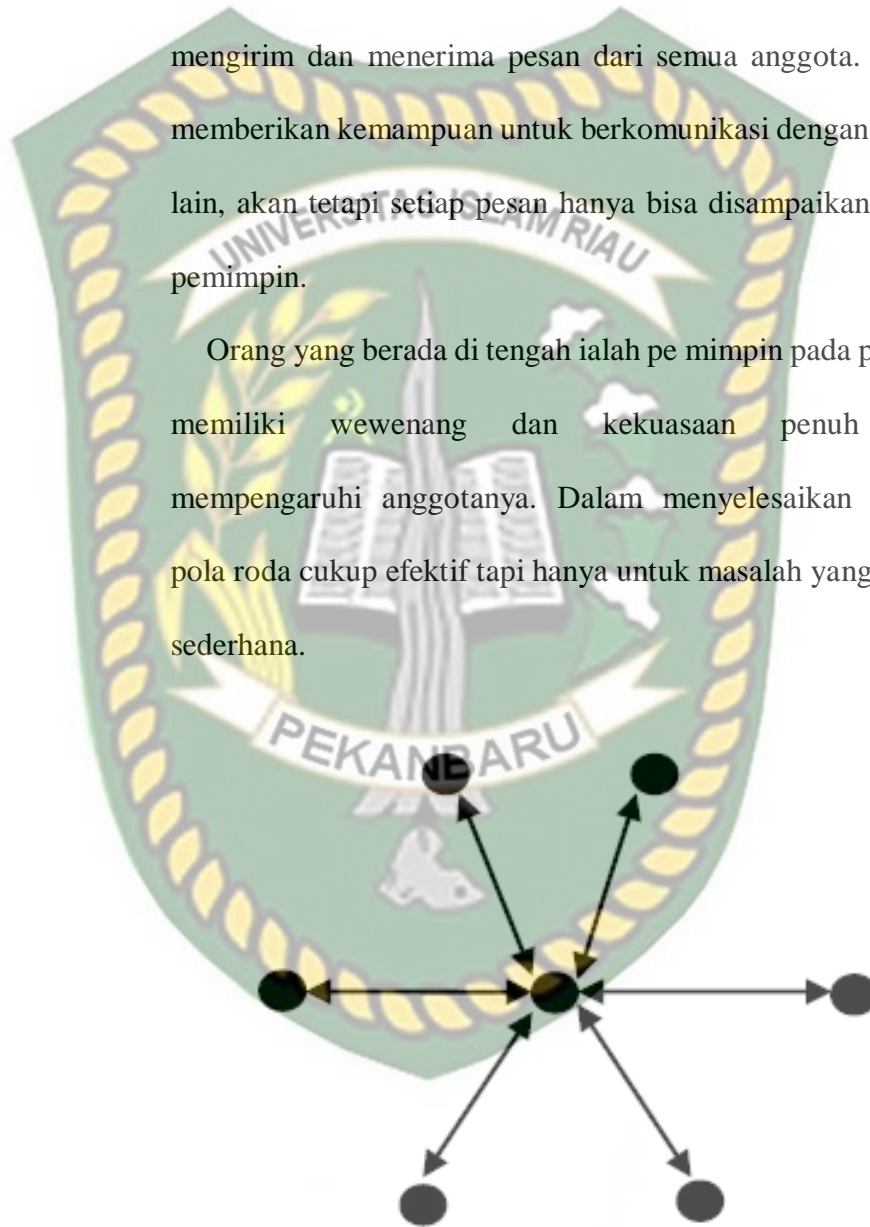 mengirim dan menerima pesan dari semua anggota.
memberikan kemampuan untuk berkomunikasi dengan
lain, akan tetapi setiap pesan hanya bisa disampaikan
UNIVERSITAS ISLAM RIAU
pemimpin.
Orang yang berada di tengah ialah pe mimpin pada p
memiliki wewenang dan kekuasaan penuh
mempengaruhi anggotanya. Dalam menyelesaikan
pola roda cukup efektif tapi hanya untuk masalah yang
sederhana.
PEKANBARU